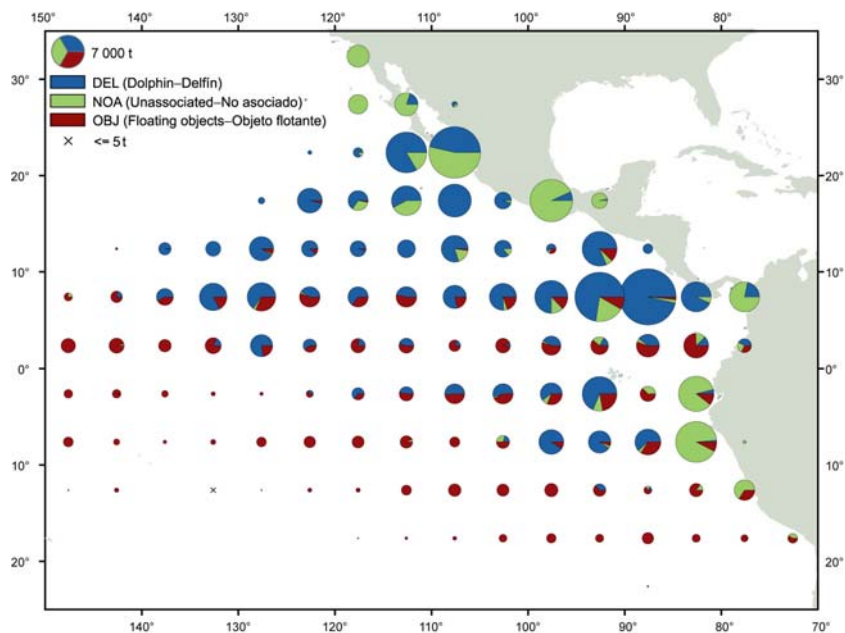 150° 140° 130° 120° 110° 100° 90° 80°
7 000 t
30°
DEL (Dolphin–Delfín)
NOA (Unassociated–No asociado)
OBJ (Floating objects–Objeto flotante)
<= 5 t
20°
20°
10°
10°
0°
0°
10°
10°
20°
20°
140° 130° 120° 110° 100° 90° 80° 70°